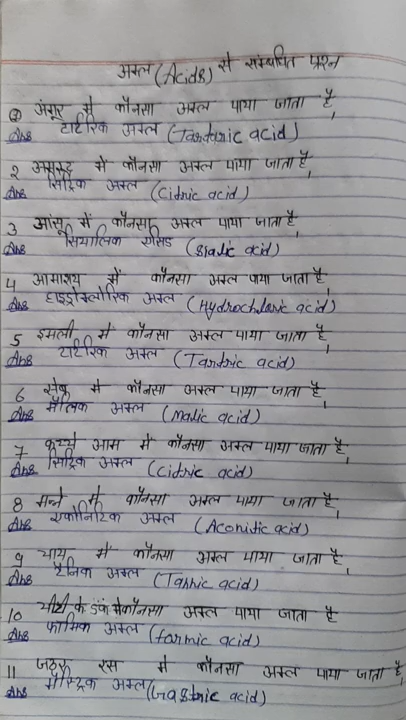 अम्ल (Acids) से संबंधित प्रश्न
① अंगूर में कौनसा अम्ल पाया जाता है,
Ans टार्टरिक अम्ल (Tartaric acid)
2 अमरूद में कौनसा अम्ल पाया जाता है,
Ans सिट्रिक अम्ल (Citric acid)
3 आंसू में कौनसा अम्ल पाया जाता है,
Ans सियालिक एसिड (Sialic acid)
4 आमाशय में कौनसा अम्ल पाया जाता है,
Ans हाइड्रोक्लोरिक अम्ल (Hydrochloric acid)
5 इमली में कौनसा अम्ल पाया जाता है,
Ans टार्टरिक अम्ल (Tartric acid)
6 सेब में कौनसा अम्ल पाया जाता है,
Ans मैलिक अम्ल (malic acid)
7 कच्चे आम में कौनसा अम्ल पाया जाता है,
Ans सिट्रिक अम्ल (Citric acid)
8 गन्ने में कौनसा अम्ल पाया जाता है,
Ans एकोनिटिक अम्ल (Aconitic acid)
9 चाय में कौनसा अम्ल पाया जाता है,
Ans टैनिक अम्ल (Tannic acid)
10 चींटी के डंक में कौनसा अम्ल पाया जाता है
Ans फॉर्मिक अम्ल (formic acid)
11 जठर रस में कौनसा अम्ल पाया जाता है,
Ans गैस्ट्रिक अम्ल (Gastric acid)